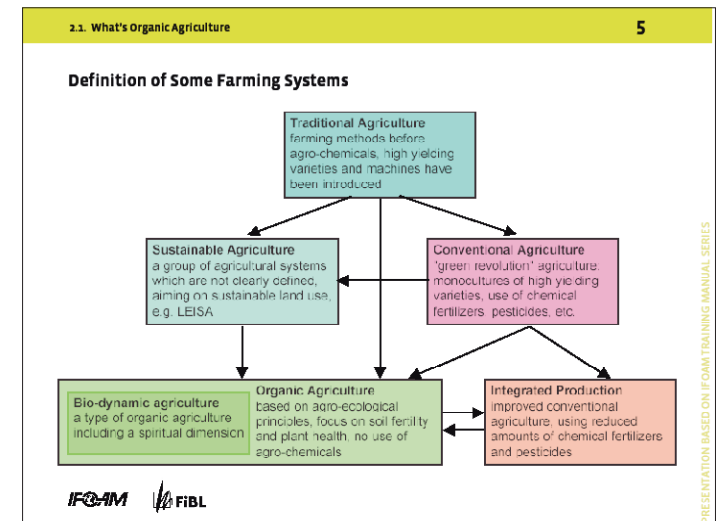 2.1. What's Organic Agriculture
5
Definition of Some Farming Systems
Traditional Agriculture
farming methods before
agro-chemicals, high yielding
varieties and machines have
been introduced
Sustainable Agriculture
a group of agricultural systems
which are not clearly defined,
aiming on sustainable land use,
e.g. LEISA
Conventional Agriculture
"green revolution" agriculture:
monocultures of high yielding
varieties, use of chemical
fertilizers, pesticides, etc.
Bio-dynamic agriculture
a type of organic agriculture
including a spiritual dimension
Organic Agriculture
based on agro-ecological
principles, focus on soil fertility
and plant health, no use of
agro-chemicals
Integrated Production
improved conventional
agriculture, using reduced
amounts of chemical fertilizers
and pesticides
IFOAM
FiBL
PRESENTATION BASED ON IFOAM TRAINING MANUAL SERIES